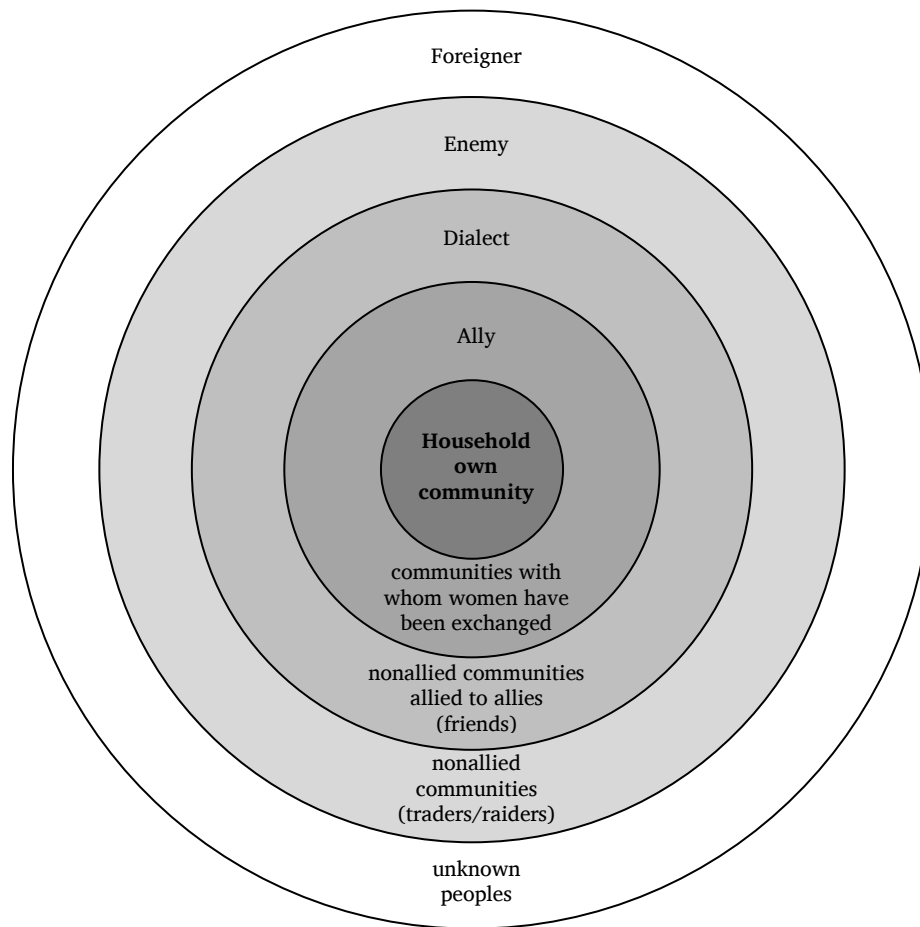 Foreigner
Enemy
Dialect
Ally
Household
own
community
communities with
whom women have
been exchanged
nonallied communities
allied to allies
(friends)
nonallied
communities
(traders/raiders)
unknown
peoples